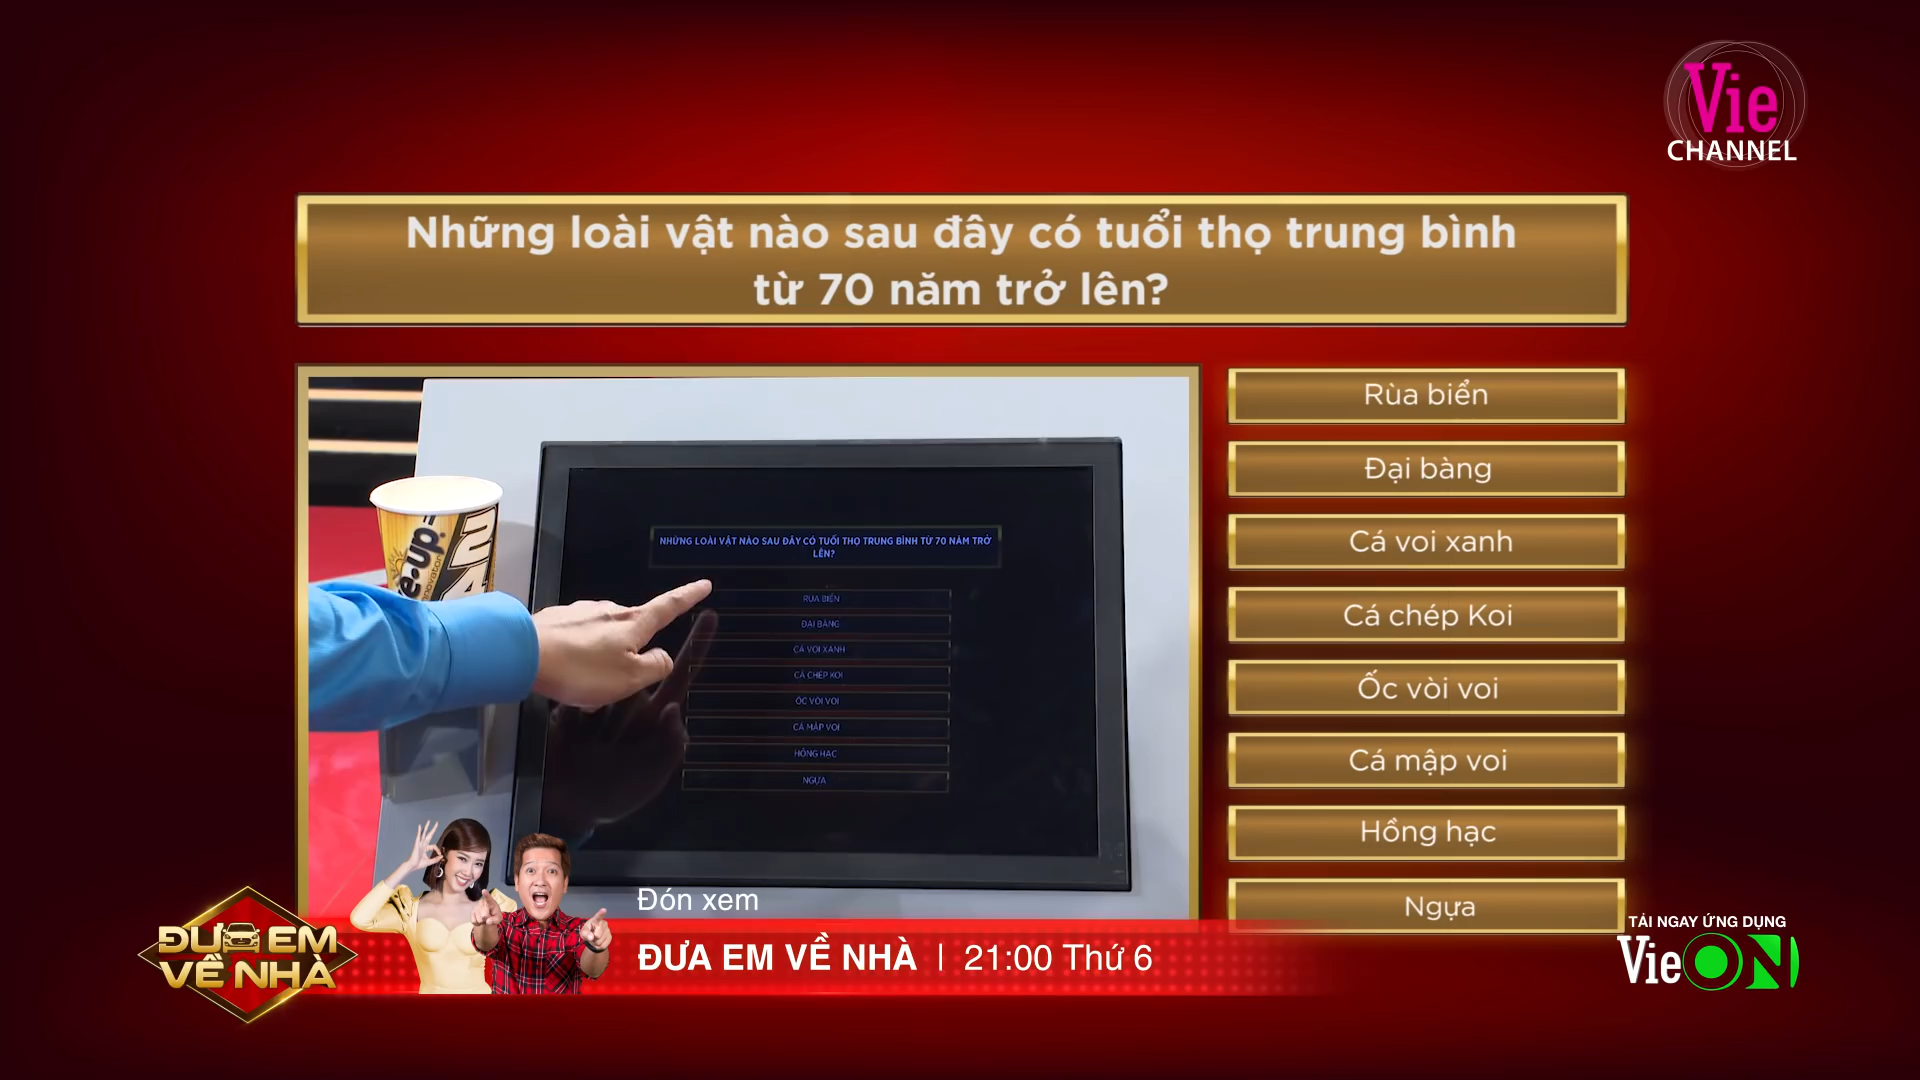 Vie
CHANNEL
Những loài vật nào sau đây có tuổi thọ trung bình
từ 70 năm trở lên?
Rùa biển
Đại bàng
Cá voi xanh
Cá chép Koi
Ốc vòi voi
Cá mập voi
Hồng hạc
Ngựa
NHỮNG LOÀI VẬT NÀO SAU ĐÂY CÓ TUỔI THỌ TRUNG BÌNH TỪ 70 NĂM TRỞ
LÊN?
RÙA BIỂN
ĐẠI BÀNG
CÁ VOI XANH
CÁ CHÉP KOI
ỐC VÒI VOI
CÁ MẬP VOI
HỒNG HẠC
NGỰA
Đón xem
ĐƯA EM VỀ NHÀ | 21:00 Thứ 6
ĐƯA EM
VỀ NHÀ
TẢI NGAY ỨNG DỤNG
VieON